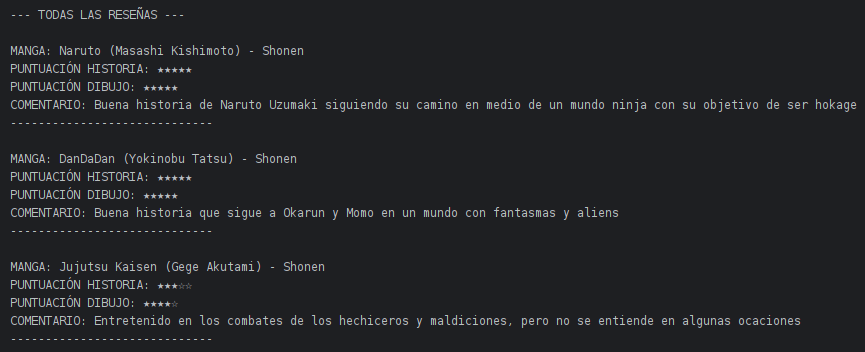 --- TODAS LAS RESEÑAS ---
MANGA: Naruto (Masashi Kishimoto) - Shonen
PUNTUACIÓN HISTORIA: ★★★★★
PUNTUACIÓN DIBUJO: ★★★★★
COMENTARIO: Buena historia de Naruto Uzumaki siguiendo su camino en medio de un mundo ninja con su objetivo de ser hokage
-----------------------------
MANGA: DanDaDan (Yokinobu Tatsu) - Shonen
PUNTUACIÓN HISTORIA: ★★★★★
PUNTUACIÓN DIBUJO: ★★★★★
COMENTARIO: Buena historia que sigue a Okarun y Momo en un mundo con fantasmas y aliens
-----------------------------
MANGA: Jujutsu Kaisen (Gege Akutami) - Shonen
PUNTUACIÓN HISTORIA: ★★★☆☆
PUNTUACIÓN DIBUJO: ★★★★☆
COMENTARIO: Entretenido en los combates de los hechiceros y maldiciones, pero no se entiende en algunas ocaciones
-----------------------------